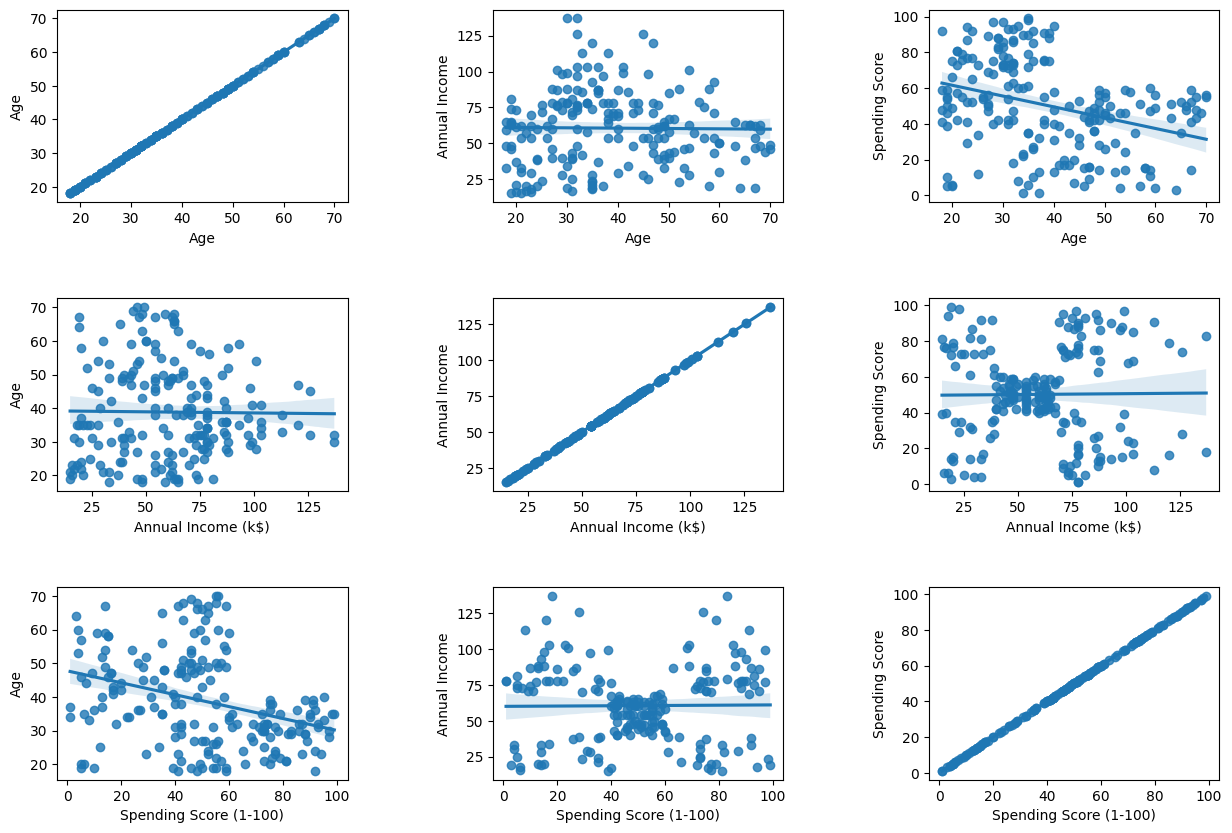 70
60
50
40
30
20
Age
20 30 40 50 60 70
Age
125
100
75
50
25
Annual Income
20 30 40 50 60 70
Age
100
80
60
40
20
0
Spending Score
20 30 40 50 60 70
Age
70
60
50
40
30
20
Age
25 50 75 100 125
Annual Income (k$)
125
100
75
50
25
Annual Income
25 50 75 100 125
Annual Income (k$)
100
80
60
40
20
0
Spending Score
25 50 75 100 125
Annual Income (k$)
70
60
50
40
30
20
Age
0 20 40 60 80 100
Spending Score (1-100)
125
100
75
50
25
Annual Income
0 20 40 60 80 100
Spending Score (1-100)
100
80
60
40
20
0
Spending Score
0 20 40 60 80 100
Spending Score (1-100)